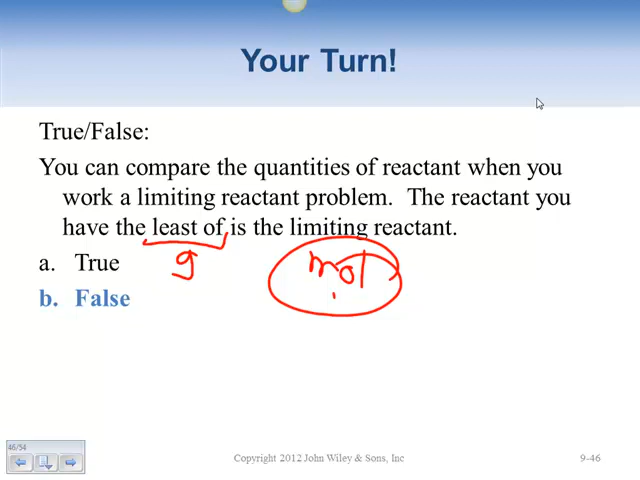 Your Turn!
True/False:
You can compare the quantities of reactant when you
work a limiting reactant problem. The reactant you
have the least of is the limiting reactant.
a. True
g
mol
b. False
46/54
Copyright 2012 John Wiley & Sons, Inc
9-46